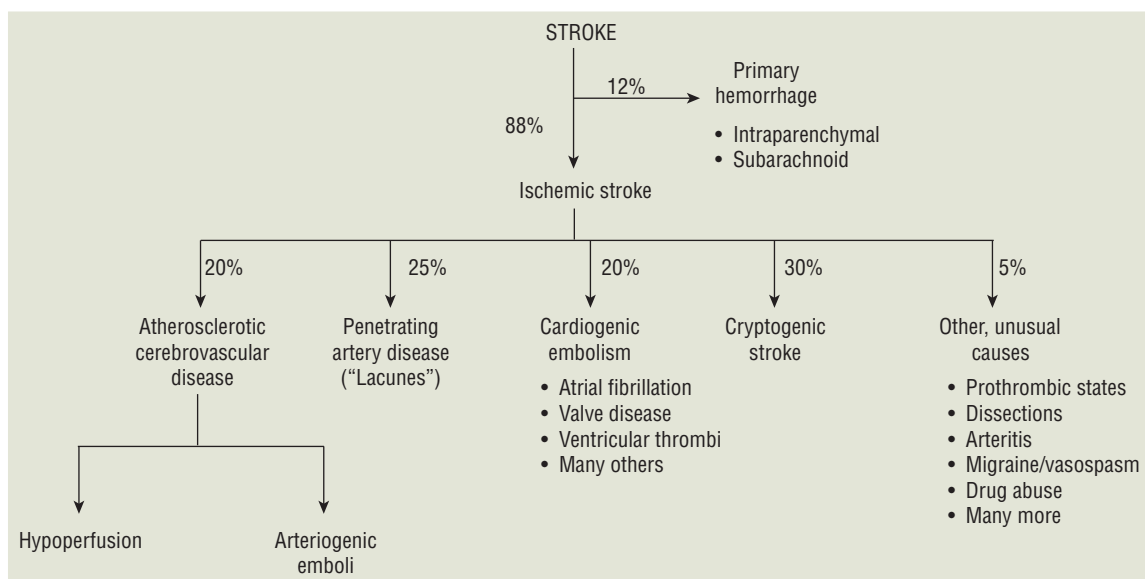 STROKE
12%
Primary
hemorrhage
• Intraparenchymal
• Subarachnoid
88%
Ischemic stroke
20%
25%
20%
30%
5%
Atherosclerotic
cerebrovascular
disease
Penetrating
artery disease
(“Lacunes”)
Cardiogenic
embolism
• Atrial fibrillation
• Valve disease
• Ventricular thrombi
• Many others
Cryptogenic
stroke
Other, unusual
causes
• Prothrombic states
• Dissections
• Arteritis
• Migraine/vasospasm
• Drug abuse
• Many more
Hypoperfusion
Arteriogenic
emboli